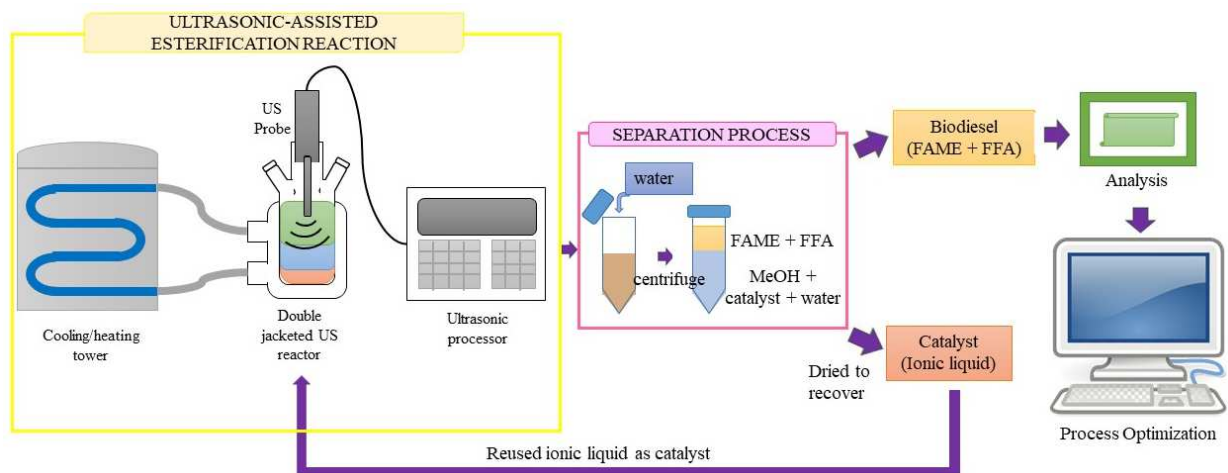 ULTRASONIC-ASSISTED
ESTERIFICATION REACTION
US
Probe
Cooling/heating
tower
Double
jacketed US
reactor
Ultrasonic
processor
SEPARATION PROCESS
water
centrifuge
FAME + FFA
MeOH +
catalyst + water
Biodiesel
(FAME + FFA)
Analysis
Dried to
recover
Catalyst
(Ionic liquid)
Process Optimization
Reused ionic liquid as catalyst